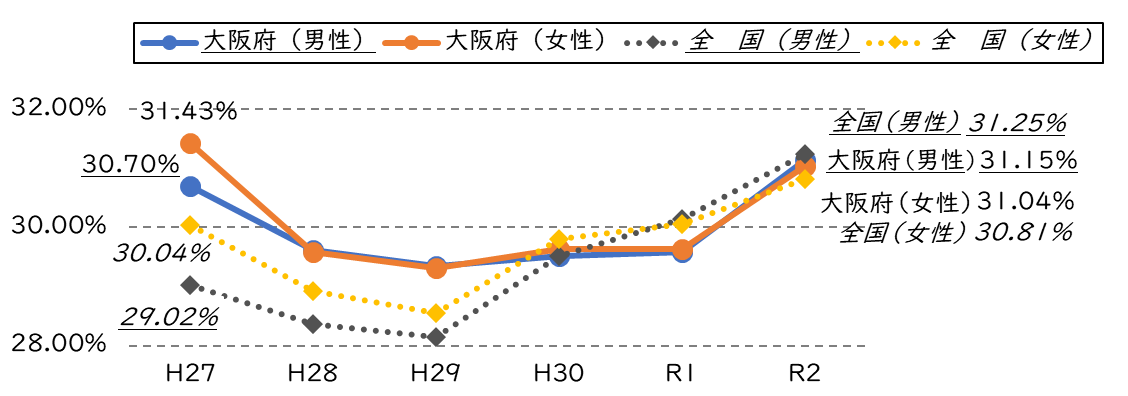 大阪府（男性） 大阪府（女性） 全　国（男性） 全　国（女性）
32.00%
31.43%
全国（男性）31.25%
30.70%
大阪府（男性）31.15%
大阪府（女性）31.04%
30.00%
全国（女性）30.81%
30.04%
29.02%
28.00%
H27 H28 H29 H30 R1 R2